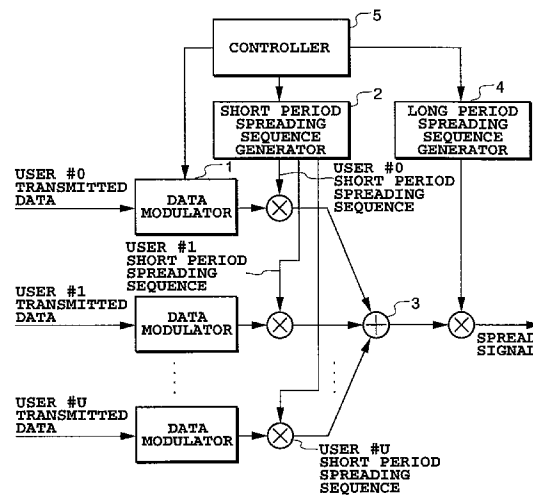 5
CONTROLLER
2
4
SHORT PERIOD
SPREADING
SEQUENCE
GENERATOR
LONG PERIOD
SPREADING
SEQUENCE
GENERATOR
USER #0
TRANSMITTED
DATA
1
DATA
MODULATOR
USER #0
SHORT PERIOD
SPREADING
SEQUENCE
USER #1
SHORT PERIOD
SPREADING
SEQUENCE
USER #1
TRANSMITTED
DATA
DATA
MODULATOR
3
SPREAD
SIGNAL
USER #U
TRANSMITTED
DATA
DATA
MODULATOR
USER #U
SHORT PERIOD
SPREADING
SEQUENCE